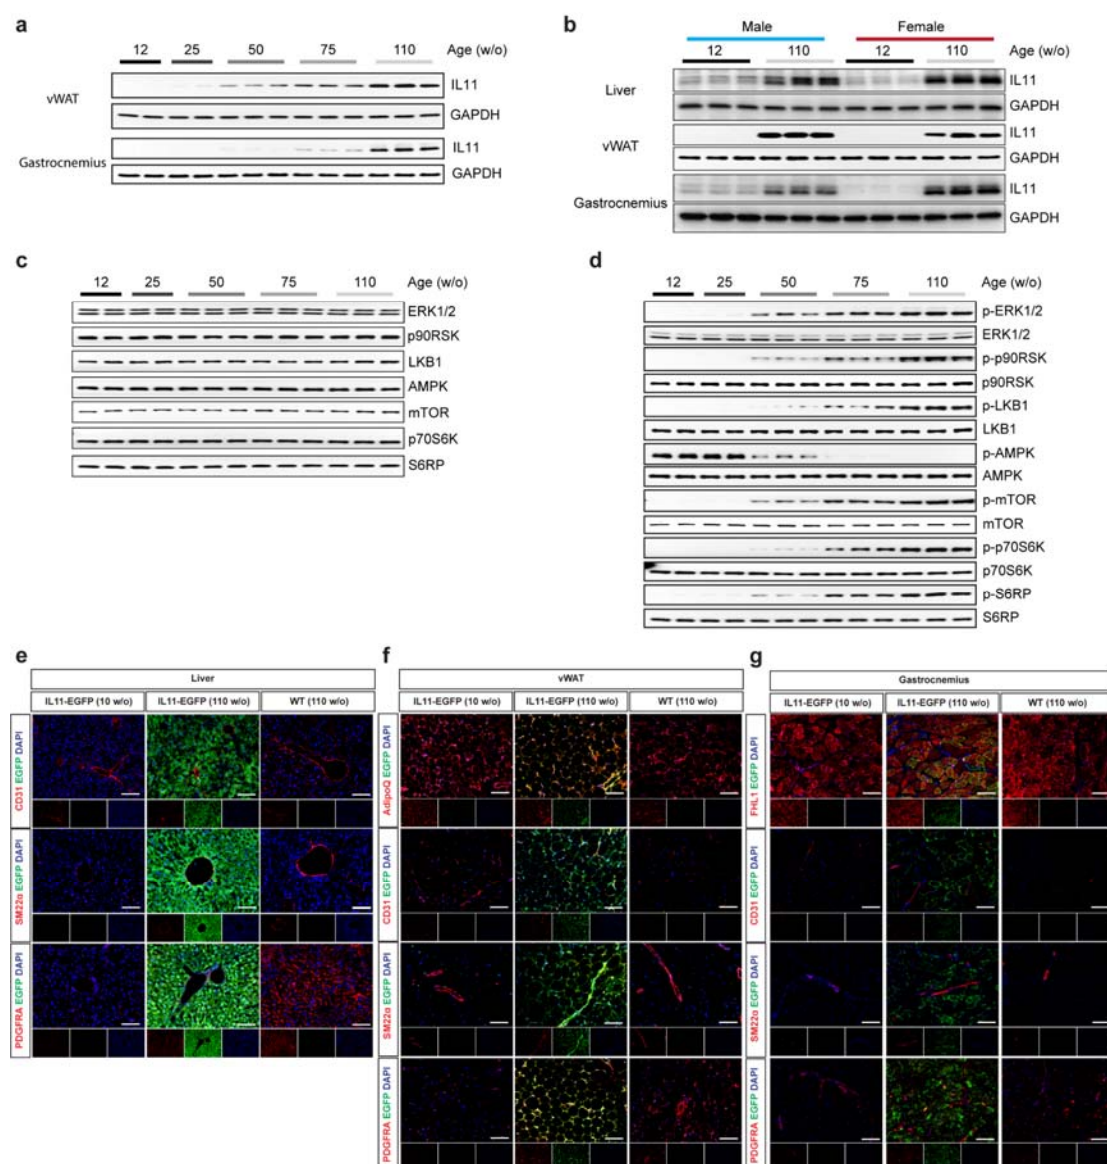 a
12 25 50 75 110 Age (w/o)
vWAT
IL11
GAPDH
Gastrocnemius
IL11
GAPDH
b
Male Female
12 110 12 110 Age (w/o)
Liver
IL11
GAPDH
vWAT
IL11
GAPDH
Gastrocnemius
IL11
GAPDH
c
12 25 50 75 110 Age (w/o)
ERK1/2
p90RSK
LKB1
AMPK
mTOR
p70S6K
S6RP
d
12 25 50 75 110 Age (w/o)
p-ERK1/2
ERK1/2
p-p90RSK
p90RSK
p-LKB1
LKB1
p-AMPK
AMPK
p-mTOR
mTOR
p-p70S6K
p70S6K
p-S6RP
S6RP
e
Liver
IL11-EGFP (10 w/o) IL11-EGFP (110 w/o) WT (110 w/o)
CD31 EGFP DAPI
SM22α EGFP DAPI
PDGFRA EGFP DAPI
f
vWAT
IL11-EGFP (10 w/o) IL11-EGFP (110 w/o) WT (110 w/o)
AdipoQ EGFP DAPI
CD31 EGFP DAPI
SM22α EGFP DAPI
PDGFRA EGFP DAPI
g
Gastrocnemius
IL11-EGFP (10 w/o) IL11-EGFP (110 w/o) WT (110 w/o)
FHL1 EGFP DAPI
CD31 EGFP DAPI
SM22α EGFP DAPI
PDGFRA EGFP DAPI